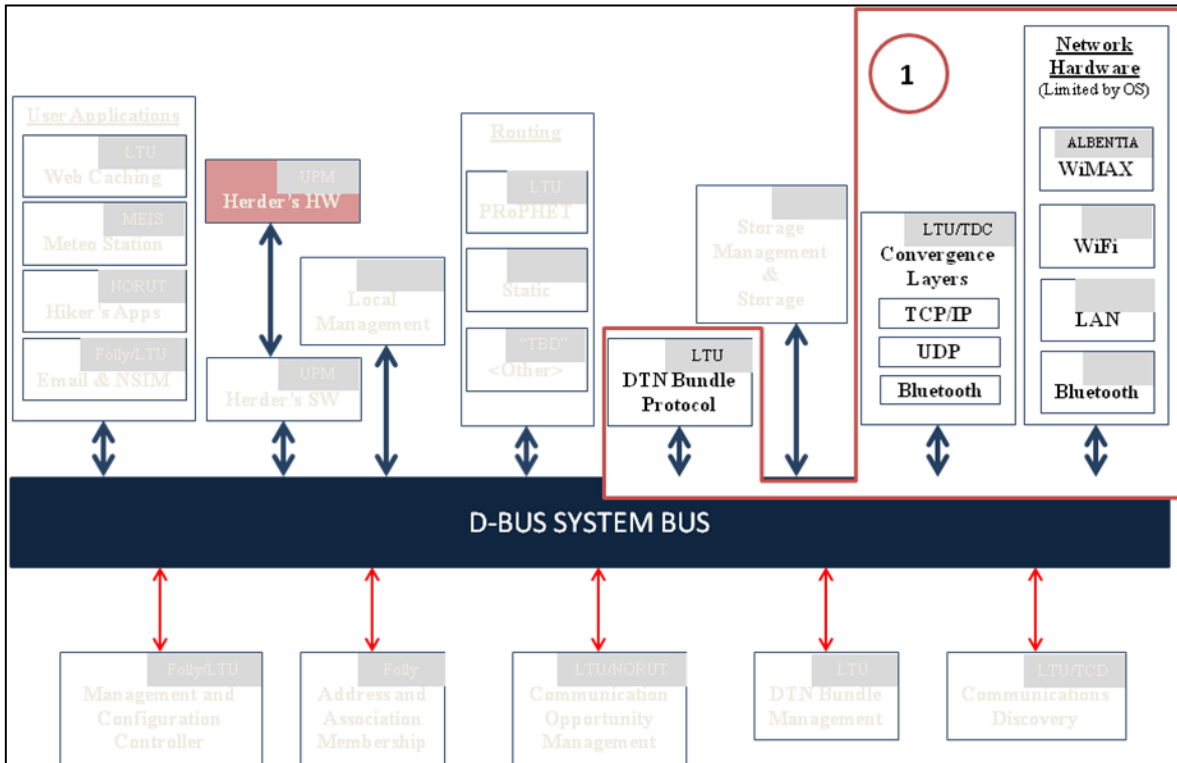 1
Network
Hardware
(Limited by OS)
ALBENTIA
WiMAX
WiFi
LAN
Bluetooth
User Applications
LTU
Web Caching
MEIS
Meteo Station
NORUT
Hiker's Apps
Folly/LTU
Email & NSIM
UPM
Herder's HW
UPM
Herder's SW
Local
Management
Routing
LTU
PRoPHET
Static
"TBD"
<Other>
LTU
DTN Bundle
Protocol
Storage
Management
&
Storage
LTU/TDC
Convergence
Layers
TCP/IP
UDP
Bluetooth
D-BUS SYSTEM BUS
Folly/LTU
Management and
Configuration
Controller
Folly
Address and
Association
Membership
LTU/NORUT
Communication
Opportunity
Management
LTU
DTN Bundle
Management
LTU/TCD
Communications
Discovery